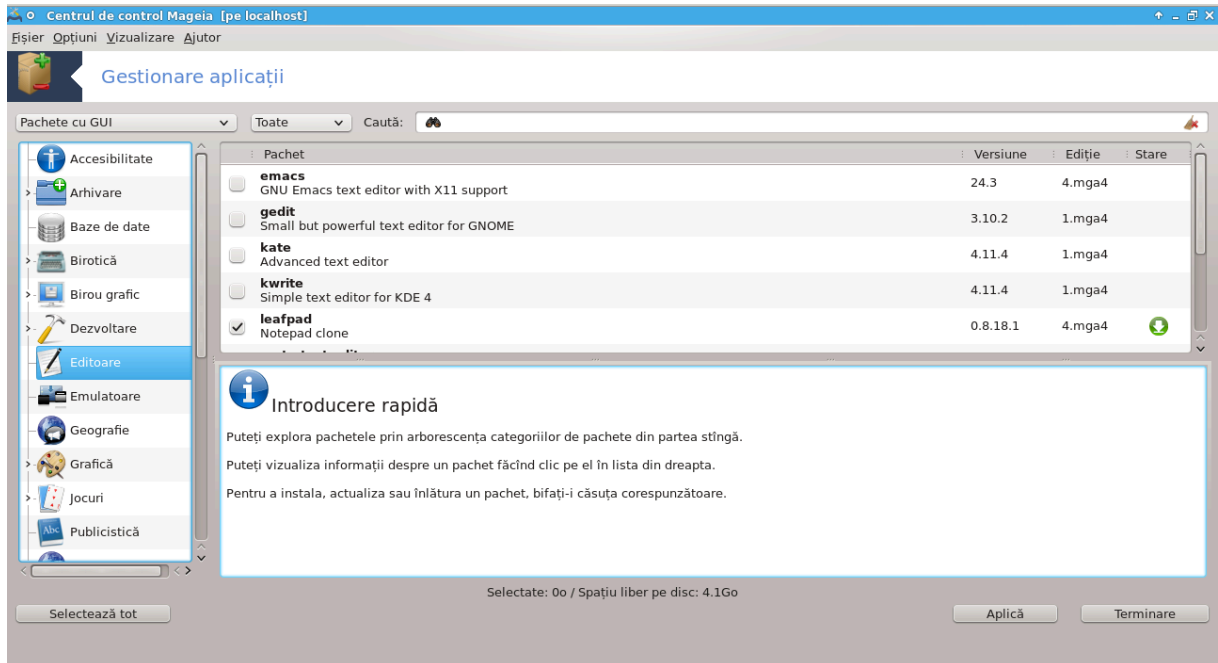 Centrul de control Mageia [pe localhost]
Fișier Opțiuni Vizualizare Ajutor
Gestionare aplicații
Pachete cu GUI Toate Caută:
Accesibilitate
Arhivare
Baze de date
Birotică
Birou grafic
Dezvoltare
Editoare
Emulatoare
Geografie
Grafică
Jocuri
Abc Publicistică
Pachet Versiune Ediție Stare
emacs
GNU Emacs text editor with X11 support 24.3 4.mga4
gedit
Small but powerful text editor for GNOME 3.10.2 1.mga4
kate
Advanced text editor 4.11.4 1.mga4
kwrite
Simple text editor for KDE 4 4.11.4 1.mga4
leafpad
Notepad clone 0.8.18.1 4.mga4
Introducere rapidă
Puteți explora pachetele prin arborescența categoriilor de pachete din partea stîngă.
Puteți vizualiza informații despre un pachet făcînd clic pe el în lista din dreapta.
Pentru a instala, actualiza sau înlătura un pachet, bifați-i căsuța corespunzătoare.
Selectate: 0o / Spațiu liber pe disc: 4.1Go
Selectează tot Aplică Terminare